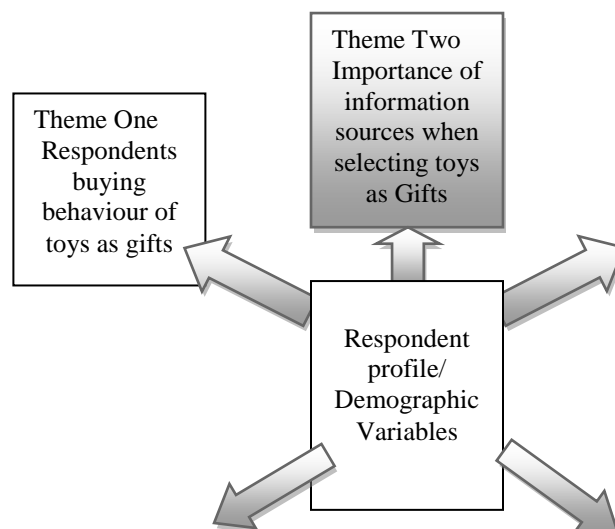 Theme One
Respondents
buying
behaviour of
toys as gifts
Theme Two
Importance of
information
sources when
selecting toys
as Gifts
Respondent
profile/
Demographic
Variables